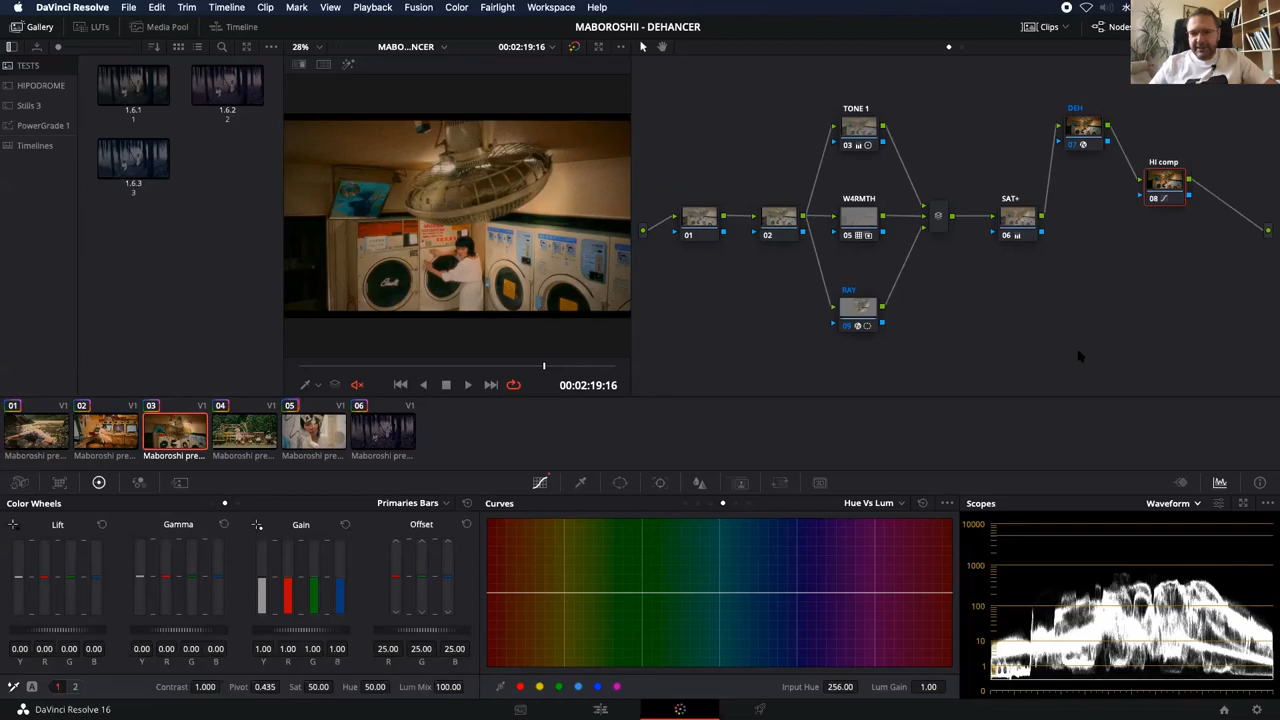 DaVinci Resolve File Edit Trim Timeline Clip Mark View Playback Fusion Color Fairlight Workspace Help
Gallery LUTs Media Pool Timeline MABOROSHII - DEHANCER Clips Nodes
28% MABO...NCER 00:02:19:16
TESTS
HIPODROME
Stills 3
PowerGrade 1
Timelines
1.6.1
1
1.6.2
2
1.6.3
3
TONE 1
03
W4RMTH
05
RAY
09
01
02
SAT+
06
DEH
07
HI comp
08
00:02:19:16
01 V1 02 V1 03 V1 04 V1 05 V1 06 V1
Maboroshi pre... Maboroshi pre... Maboroshi pre... Maboroshi pre... Maboroshi pre... Maboroshi pre...
Color Wheels Primaries Bars Curves Hue Vs Lum Scopes Waveform
Lift Gamma Gain Offset
10000
1000
100
10
1
0
0.00 0.00 0.00 0.00 0.00 0.00 0.00 0.00 1.00 1.00 1.00 1.00 25.00 25.00 25.00
Y R G B Y R G B Y R G B R G B
A 1 2 Contrast 1.000 Pivot 0.435 Sat 50.00 Hue 50.00 Lum Mix 100.00 Input Hue 256.00 Lum Gain 1.00
DaVinci Resolve 16